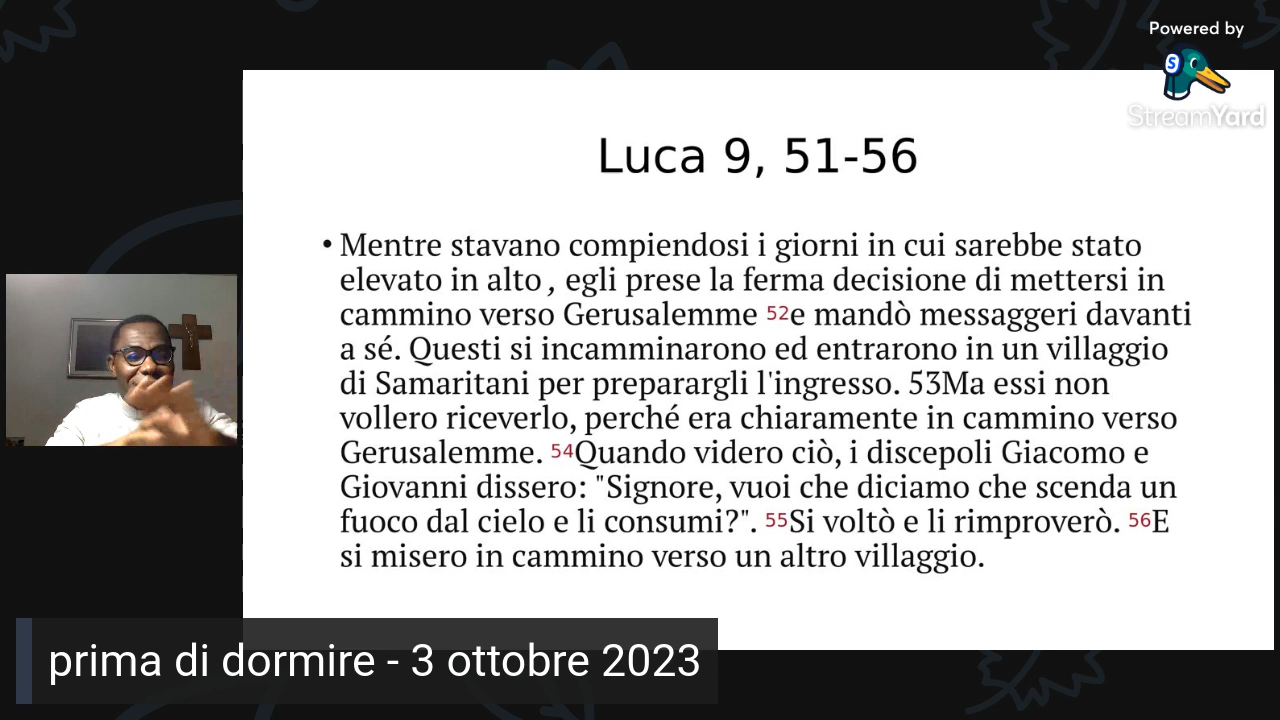 Powered by
StreamYard
Luca 9, 51-56
• Mentre stavano compiendosi i giorni in cui sarebbe stato
elevato in alto , egli prese la ferma decisione di mettersi in
cammino verso Gerusalemme 52e mandò messaggeri davanti
a sé. Questi si incamminarono ed entrarono in un villaggio
di Samaritani per preparargli l'ingresso. 53Ma essi non
vollero riceverlo, perché era chiaramente in cammino verso
Gerusalemme. 54Quando videro ciò, i discepoli Giacomo e
Giovanni dissero: "Signore, vuoi che diciamo che scenda un
fuoco dal cielo e li consumi?". 55Si voltò e li rimproverò. 56E
si misero in cammino verso un altro villaggio.
prima di dormire - 3 ottobre 2023